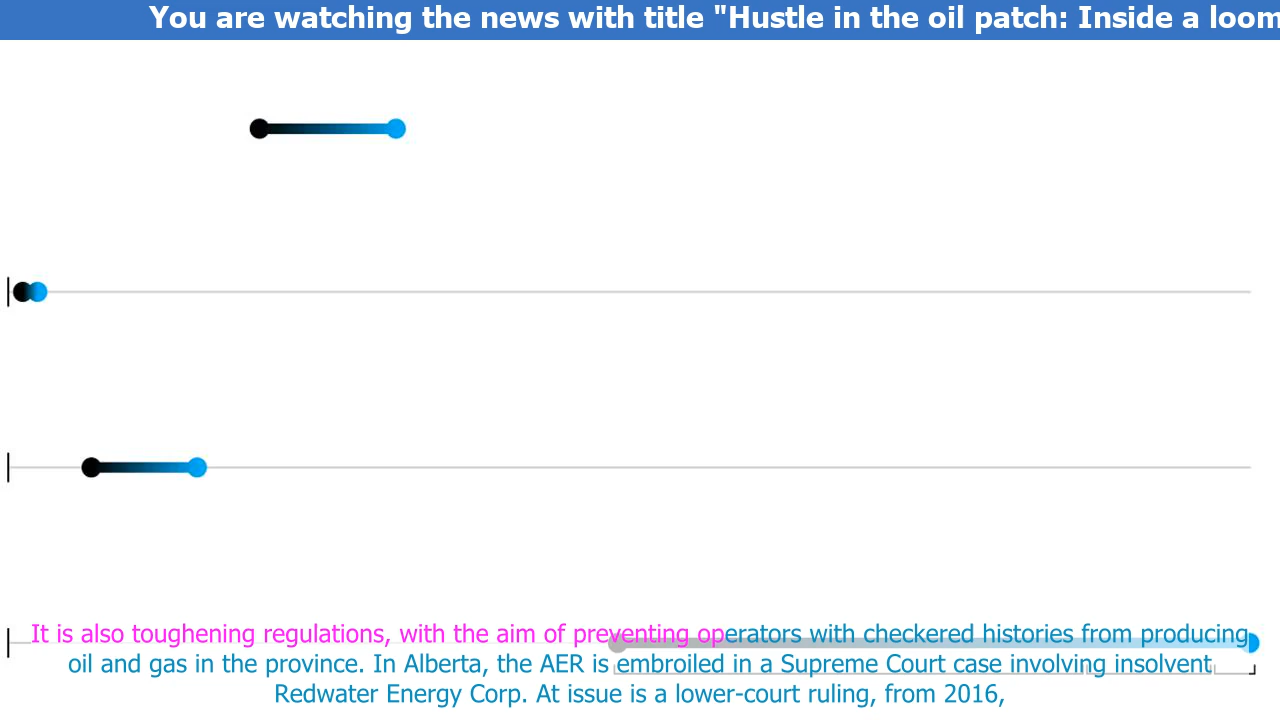 You are watching the news with title "Hustle in the oil patch: Inside a loom
It is also toughening regulations, with the aim of preventing operators with checkered histories from producing
oil and gas in the province. In Alberta, the AER is embroiled in a Supreme Court case involving insolvent
Redwater Energy Corp. At issue is a lower-court ruling, from 2016,